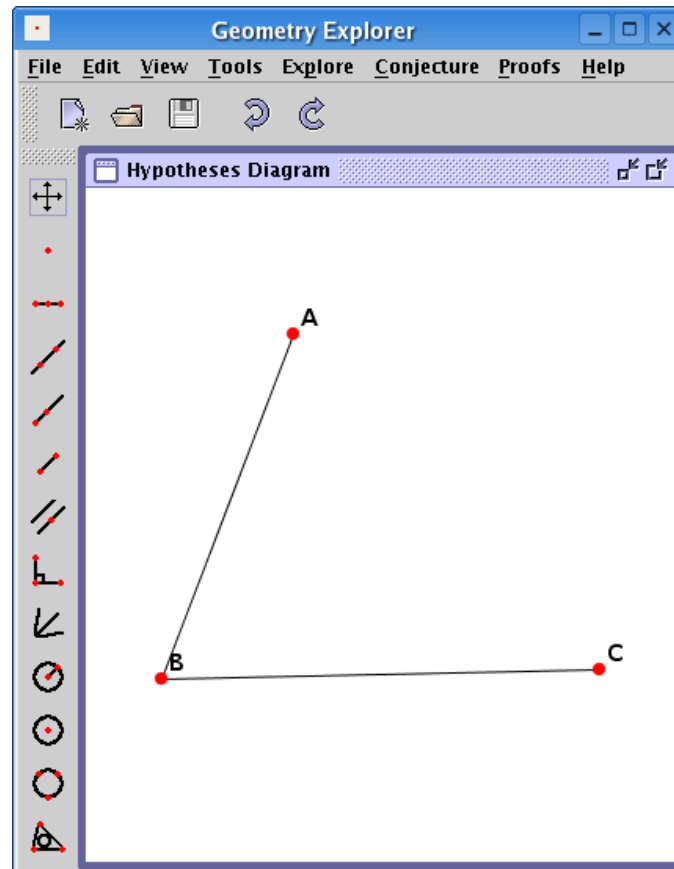 Geometry Explorer
File Edit View Tools Explore Conjecture Proofs Help
Hypotheses Diagram
A
B
C